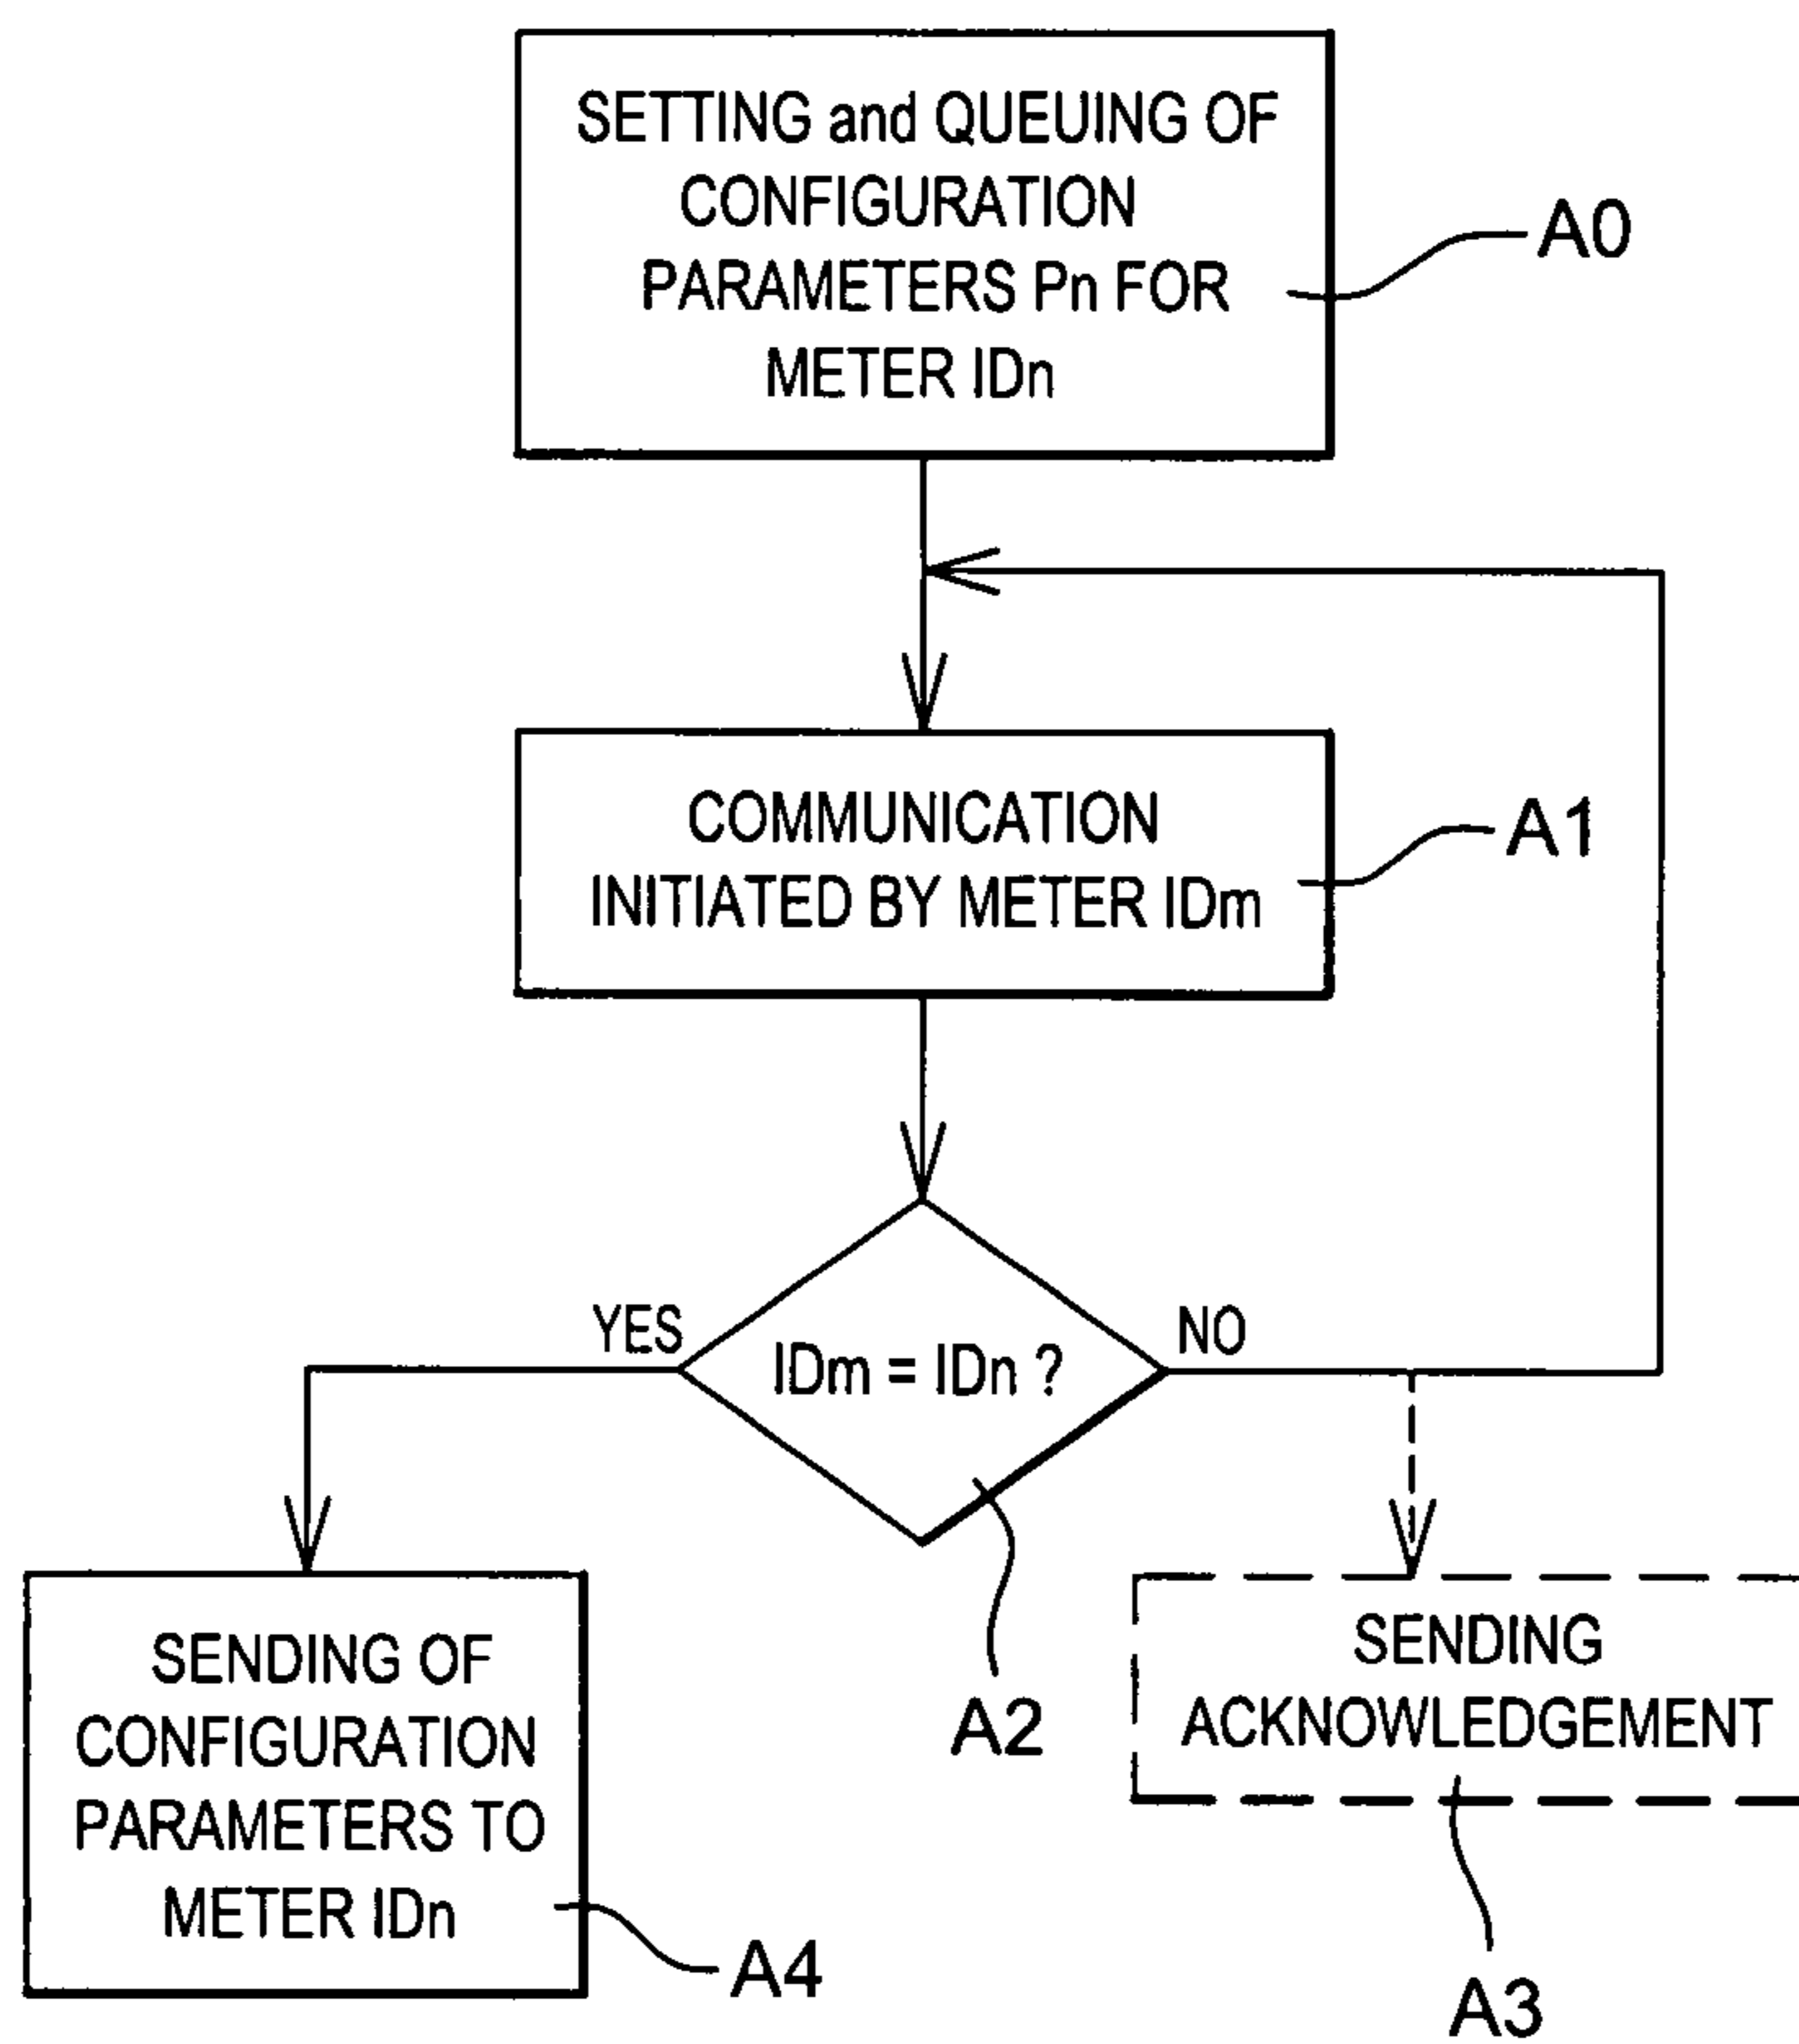 SETTING and QUEUING OF
CONFIGURATION
PARAMETERS Pn FOR
METER IDn
A0
COMMUNICATION
INITIATED BY METER IDm
A1
YES
IDm = IDn ?
NO
A2
SENDING OF
CONFIGURATION
PARAMETERS TO
METER IDn
A4
SENDING
ACKNOWLEDGEMENT
A3